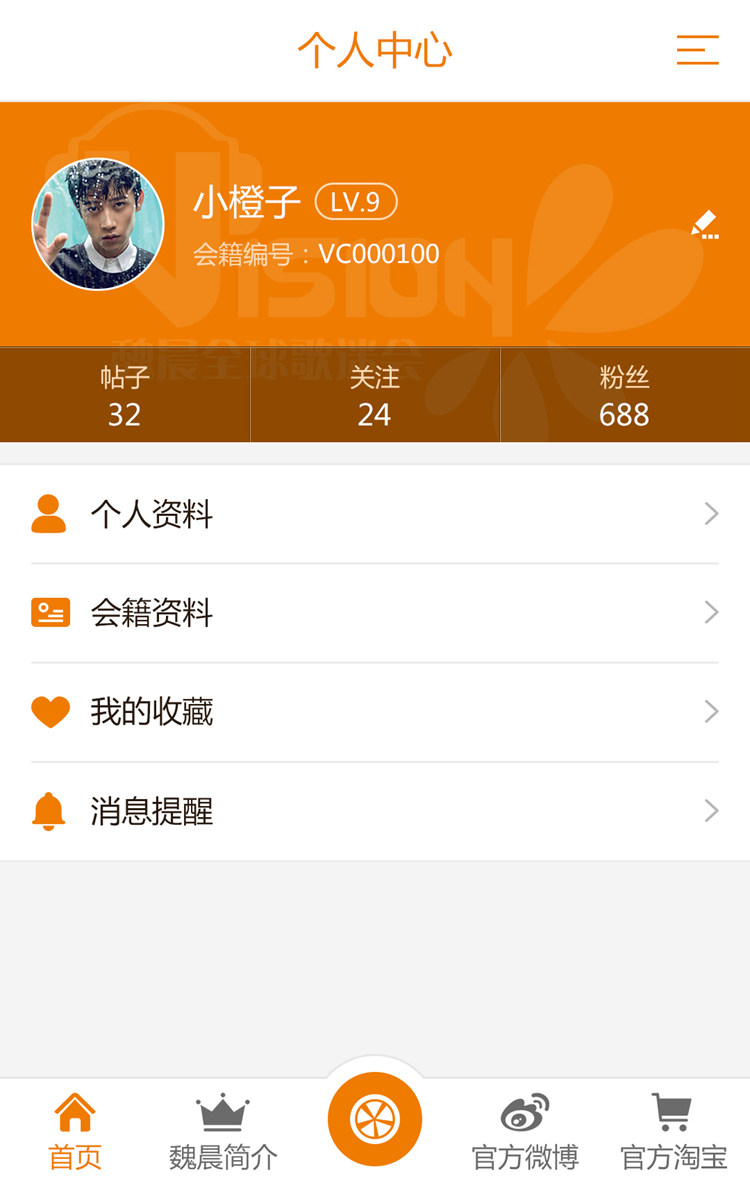 个人中心
小橙子 LV.9
会籍编号：VC000100
VISION
魏晨全球歌迷会
帖子 关注 粉丝
32 24 688
个人资料
会籍资料
我的收藏
消息提醒
首页 魏晨简介 官方微博 官方淘宝